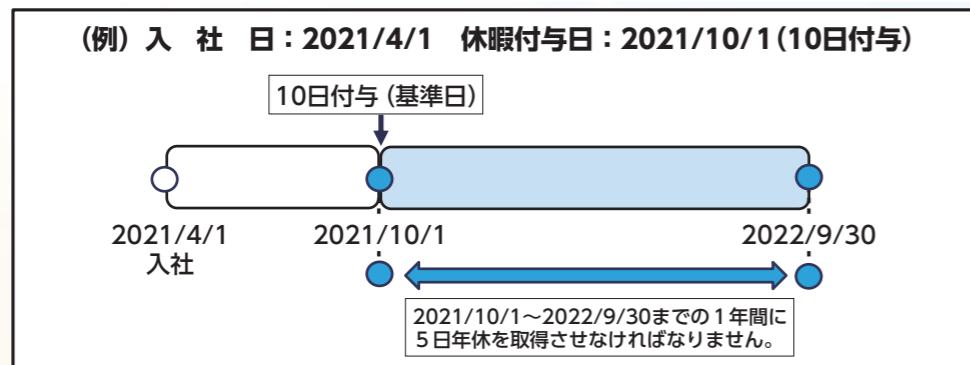 (例) 入 社 日：2021/4/1 休暇付与日：2021/10/1(10日付与)
10日付与 (基準日)
2021/4/1
入社
2021/10/1
2022/9/30
2021/10/1〜2022/9/30までの１年間に
５日年休を取得させなければなりません。